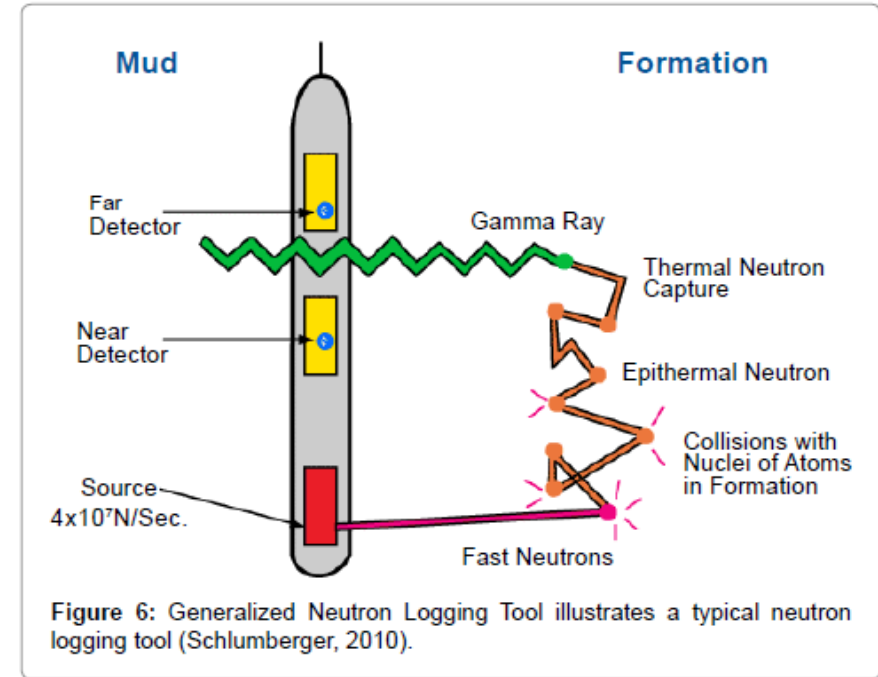 Mud
Formation
Far
Detector
Gamma Ray
Thermal Neutron
Capture
Near
Detector
Epithermal Neutron
Collisions with
Nuclei of Atoms
in Formation
Source
4x10⁷N/Sec.
Fast Neutrons
Figure 6: Generalized Neutron Logging Tool illustrates a typical neutron
logging tool (Schlumberger, 2010).